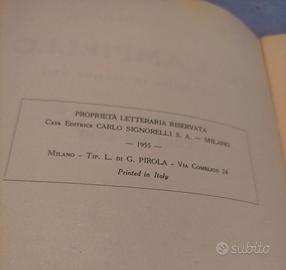 PROPRIETÀ LETTERARIA RISERVATA
CASA EDITRICE CARLO SIGNORELLI S. A. — MILANO
— 1955 —
MILANO - TIP. L. DI G. PIROLA - VIA COMELICO 24
Printed in Italy
subito